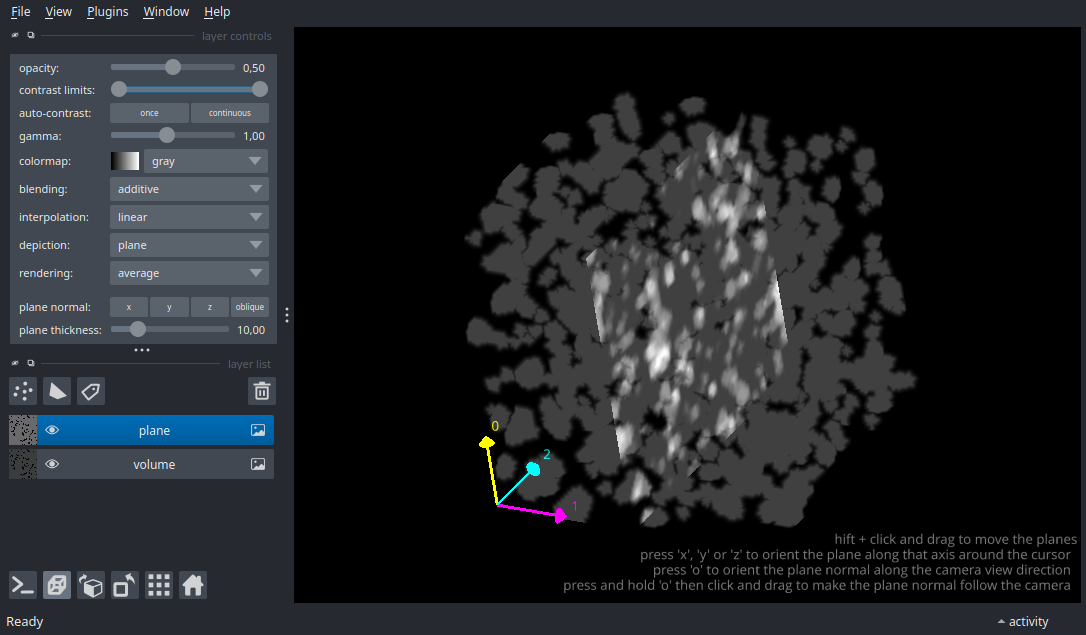 File View Plugins Window Help
layer controls
opacity: 0,50
contrast limits:
auto-contrast: once continuous
gamma: 1,00
colormap: gray
blending: additive
interpolation: linear
depiction: plane
rendering: average
plane normal: x y z oblique
plane thickness: 10,00
layer list
plane
volume
0
2
1
hift + click and drag to move the planes
press 'x', 'y' or 'z' to orient the plane along that axis around the cursor
press 'o' to orient the plane normal along the camera view direction
press and hold 'o' then click and drag to make the plane normal follow the camera
Ready
activity